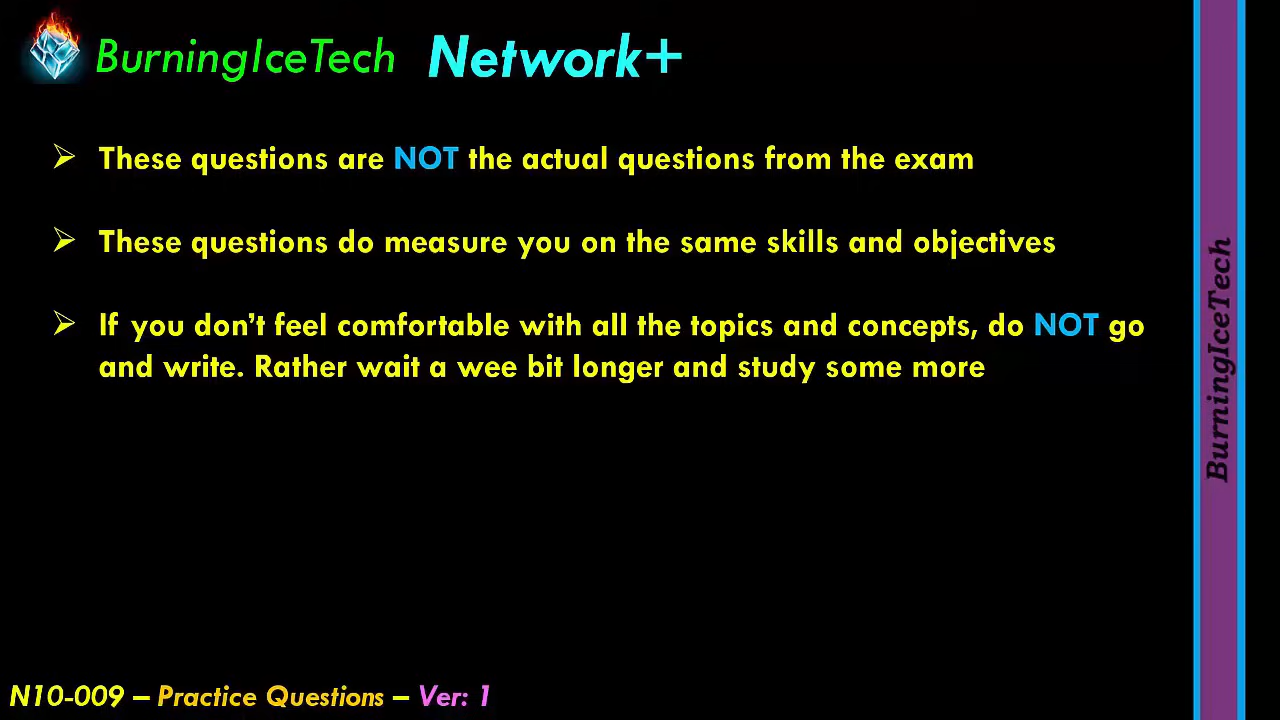 BurningIceTech Network+
➢ These questions are NOT the actual questions from the exam
➢ These questions do measure you on the same skills and objectives
➢ If you don't feel comfortable with all the topics and concepts, do NOT go
and write. Rather wait a wee bit longer and study some more
BurningIceTech
N10-009 – Practice Questions – Ver: 1